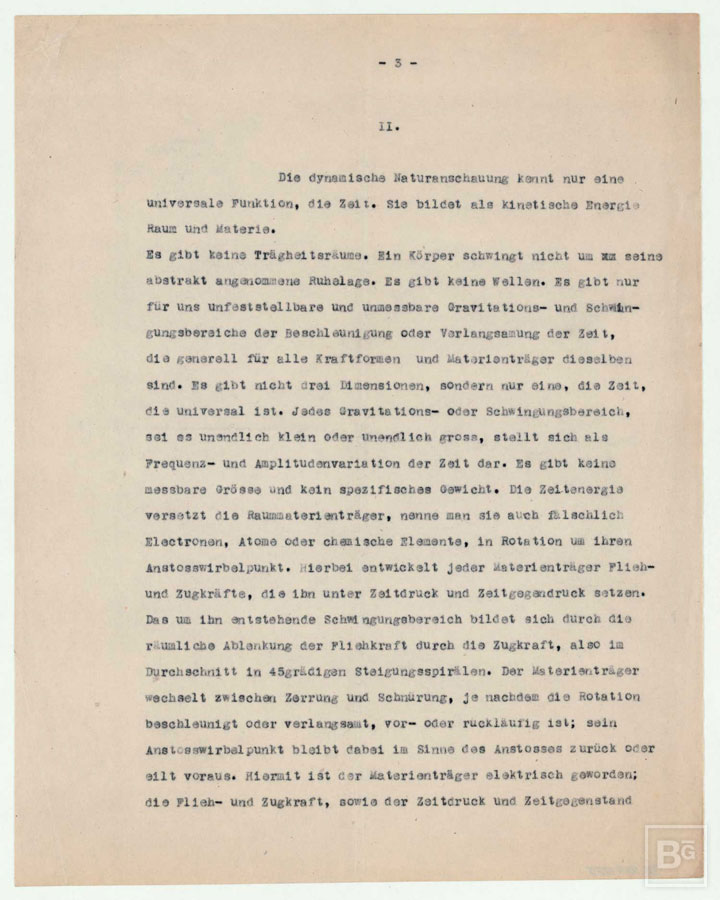 - 3 -
II.
Die dynamische Naturanschauung kennt nur eine
universale Funktion, die Zeit. Sie bildet als kinetische Energie
Raum und Materie.
Es gibt keine Trägheitsräume. Ein Körper schwingt nicht um xm seine
abstrakt angenommene Ruhelage. Es gibt keine Wellen. Es gibt nur
für uns unfeststellbare und unmessbare Gravitations- und Schwin-
gungsbereiche der Beschleunigung oder Verlangsamung der Zeit,
die generell für alle Kraftformen und Materienträger dieselben
sind. Es gibt nicht drei Dimensionen, sondern nur eine, die Zeit,
die universal ist. Jedes Gravitations- oder Schwingungsbereich,
sei es unendlich klein oder unendlich gross, stellt sich als
Frequenz- und Amplitudenvariation der Zeit dar. Es gibt keine
messbare Grösse und kein spezifisches Gewicht. Die Zeitenergie
versetzt die Raummaterienträger, nenne man sie auch fälschlich
Electronen, Atome oder chemische Elemente, in Rotation um ihren
Anstosswirbelpunkt. Hierbei entwickelt jeder Materienträger Flieh-
und Zugkräfte, die ihn unter Zeitdruck und Zeitgegendruck setzen.
Das um ihn entstehende Schwingungsbereich bildet sich durch die
räumliche Ablenkung der Fliehkraft durch die Zugkraft, also im
Durchschnitt in 45grädigen Steigungsspiralen. Der Materienträger
wechselt zwischen Zerrung und Schnürung, je nachdem die Rotation
beschleunigt oder verlangsamt, vor- oder rückläufig ist; sein
Anstosswirbelpunkt bleibt dabei im Sinne des Anstosses zurück oder
eilt voraus. Hiermit ist der Materienträger elektrisch geworden;
die Flieh- und Zugkraft, sowie der Zeitdruck und Zeitgegenstand
BG